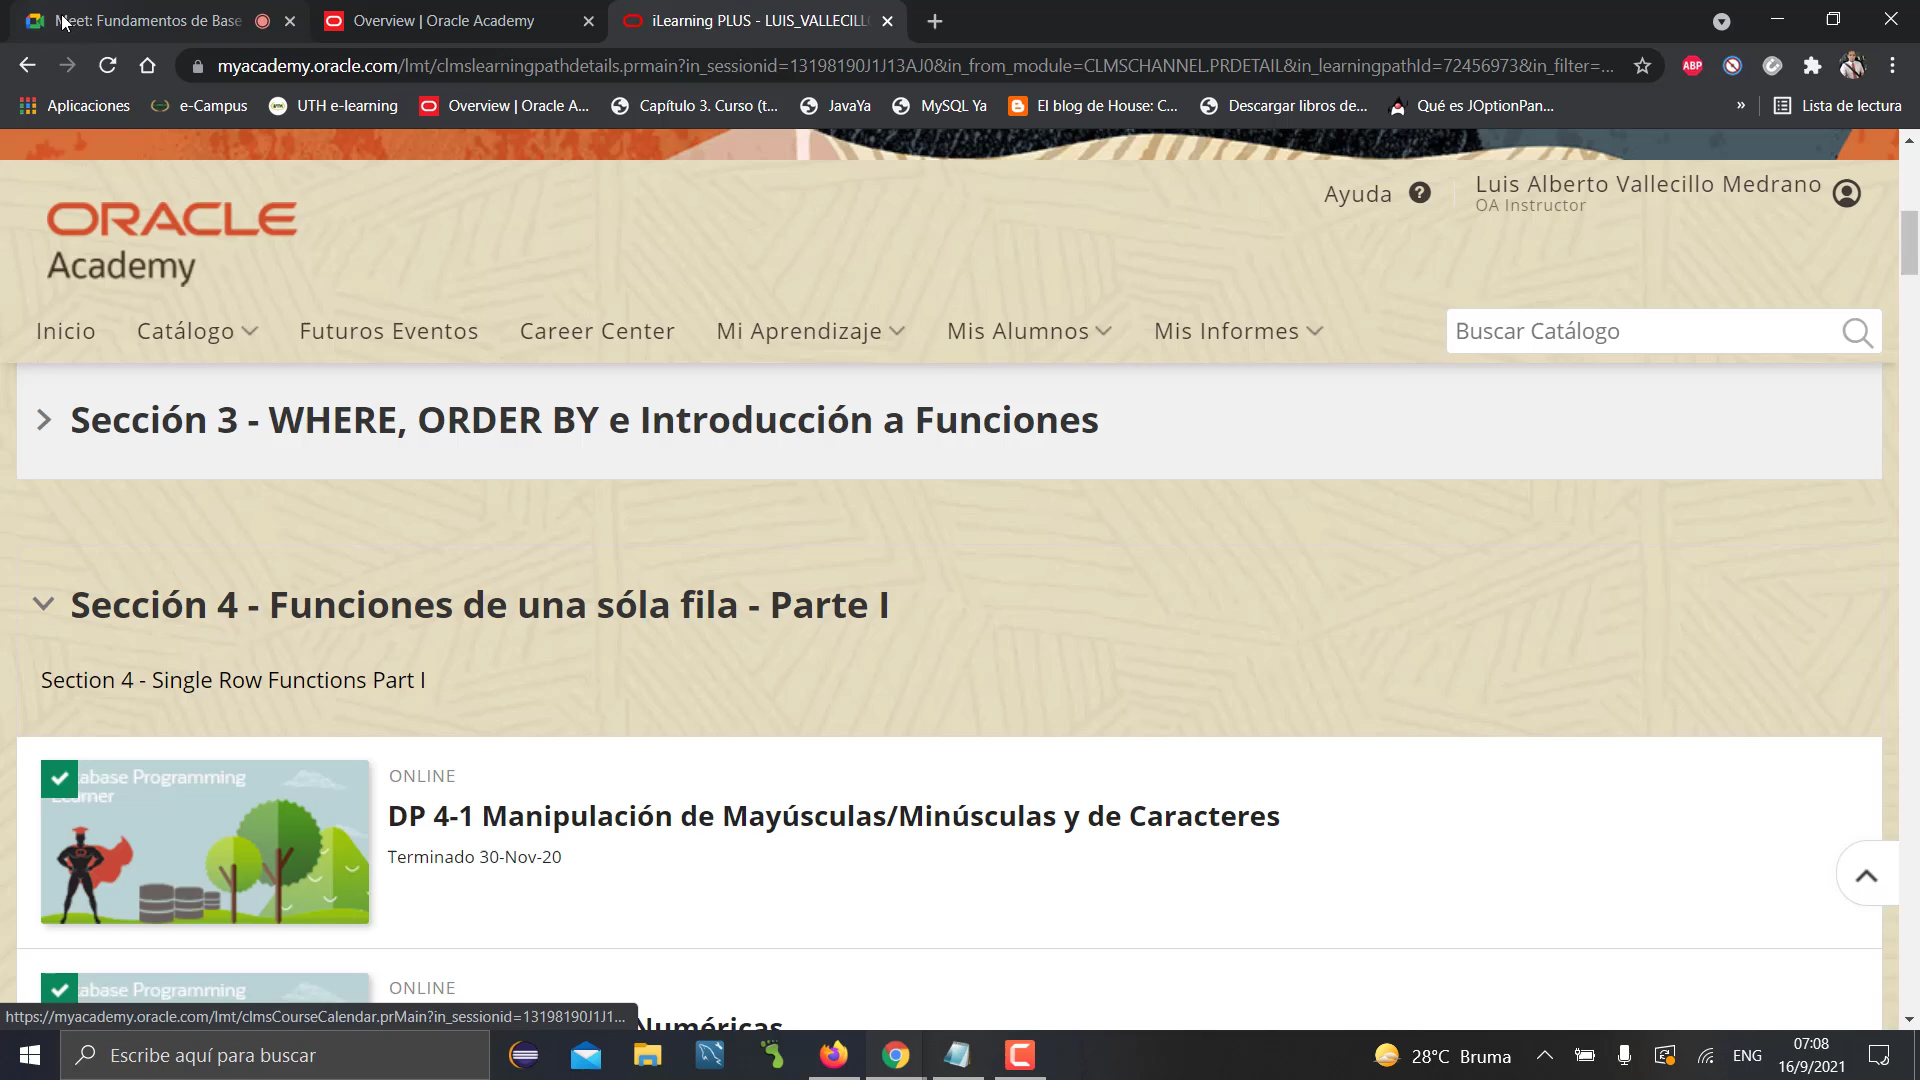 Meet: Fundamentos de Base
Overview | Oracle Academy
iLearning PLUS - LUIS_VALLECILL
myacademy.oracle.com/lmt/clmslearningpathdetails.prmain?in_sessionid=13198190J1J13AJ0&in_from_module=CLMSCHANNEL.PRDETAIL&in_learningpathId=72456973&in_filter=...
ABP
Aplicaciones
e-Campus
UTH e-learning
Overview | Oracle A...
Capítulo 3. Curso (t...
JavaYa
MySQL Ya
El blog de House: C...
Descargar libros de...
Qué es JOptionPan...
»
Lista de lectura
ORACLE
Academy
Ayuda ?
Luis Alberto Vallecillo Medrano
OA Instructor
Inicio
Catálogo
Futuros Eventos
Career Center
Mi Aprendizaje
Mis Alumnos
Mis Informes
Buscar Catálogo
Sección 3 - WHERE, ORDER BY e Introducción a Funciones
Sección 4 - Funciones de una sóla fila - Parte I
Section 4 - Single Row Functions Part I
abase Programming
Learner
ONLINE
DP 4-1 Manipulación de Mayúsculas/Minúsculas y de Caracteres
Terminado 30-Nov-20
abase Programming
ONLINE
Numéricas
https://myacademy.oracle.com/lmt/clmsCourseCalendar.prMain?in_sessionid=13198190J1J1...
Escribe aquí para buscar
28°C Bruma
ENG
07:08
16/9/2021